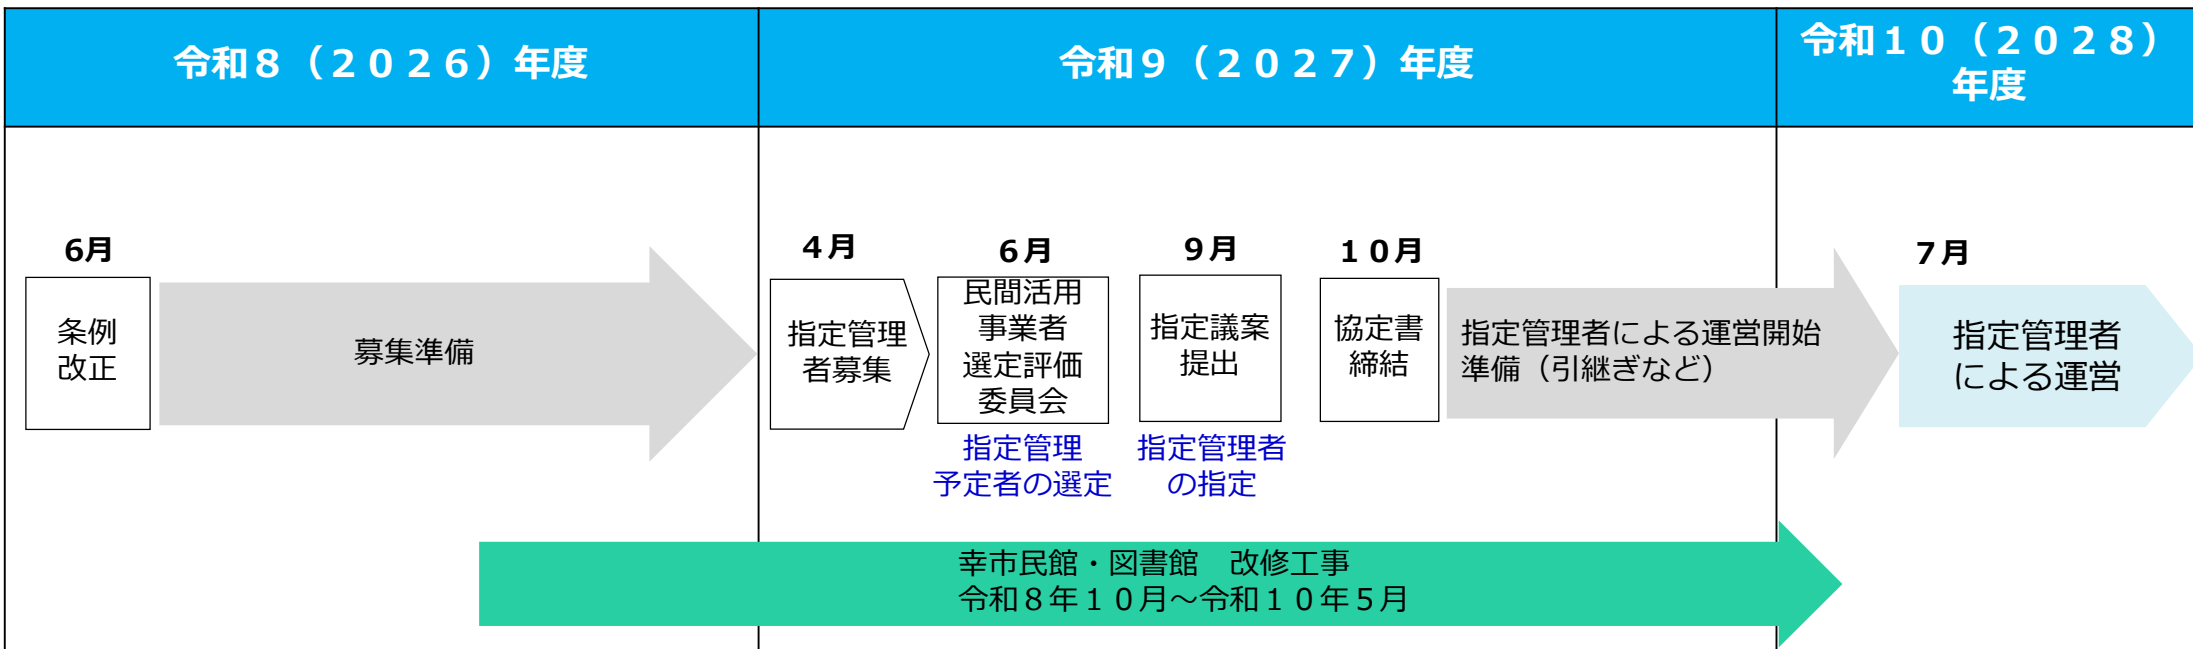 令和８（２０２６）年度
令和９（２０２７）年度
令和１０（２０２８）
年度
6月
条例
改正
募集準備
４月
指定管理
者募集
６月
民間活用
事業者
選定評価
委員会
指定管理
予定者の選定
９月
指定議案
提出
指定管理者
の指定
１０月
協定書
締結
指定管理者による運営開始
準備（引継ぎなど）
７月
指定管理者
による運営
幸市民館・図書館　改修工事
令和８年１０月～令和１０年５月